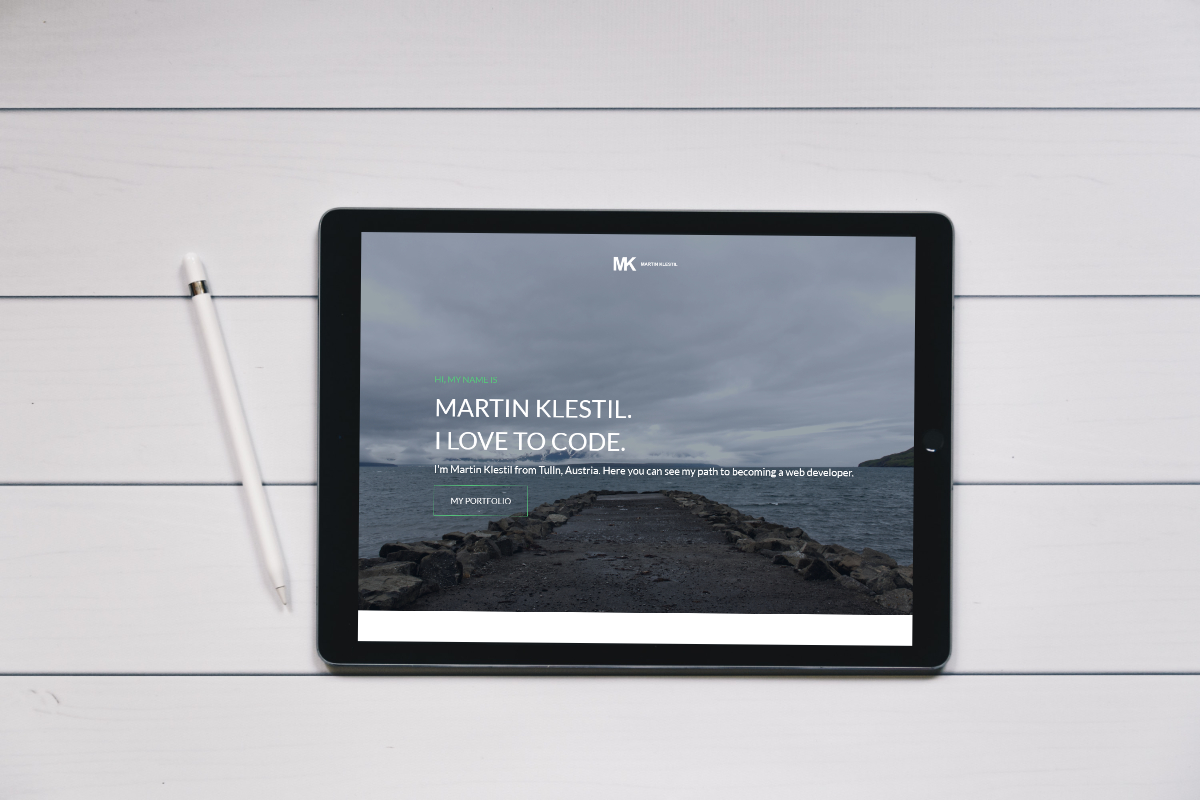 MK MARTIN KLESTIL
HI, MY NAME IS
MARTIN KLESTIL.
I LOVE TO CODE.
I'm Martin Klestil from Tulln, Austria. Here you can see my path to becoming a web developer.
MY PORTFOLIO